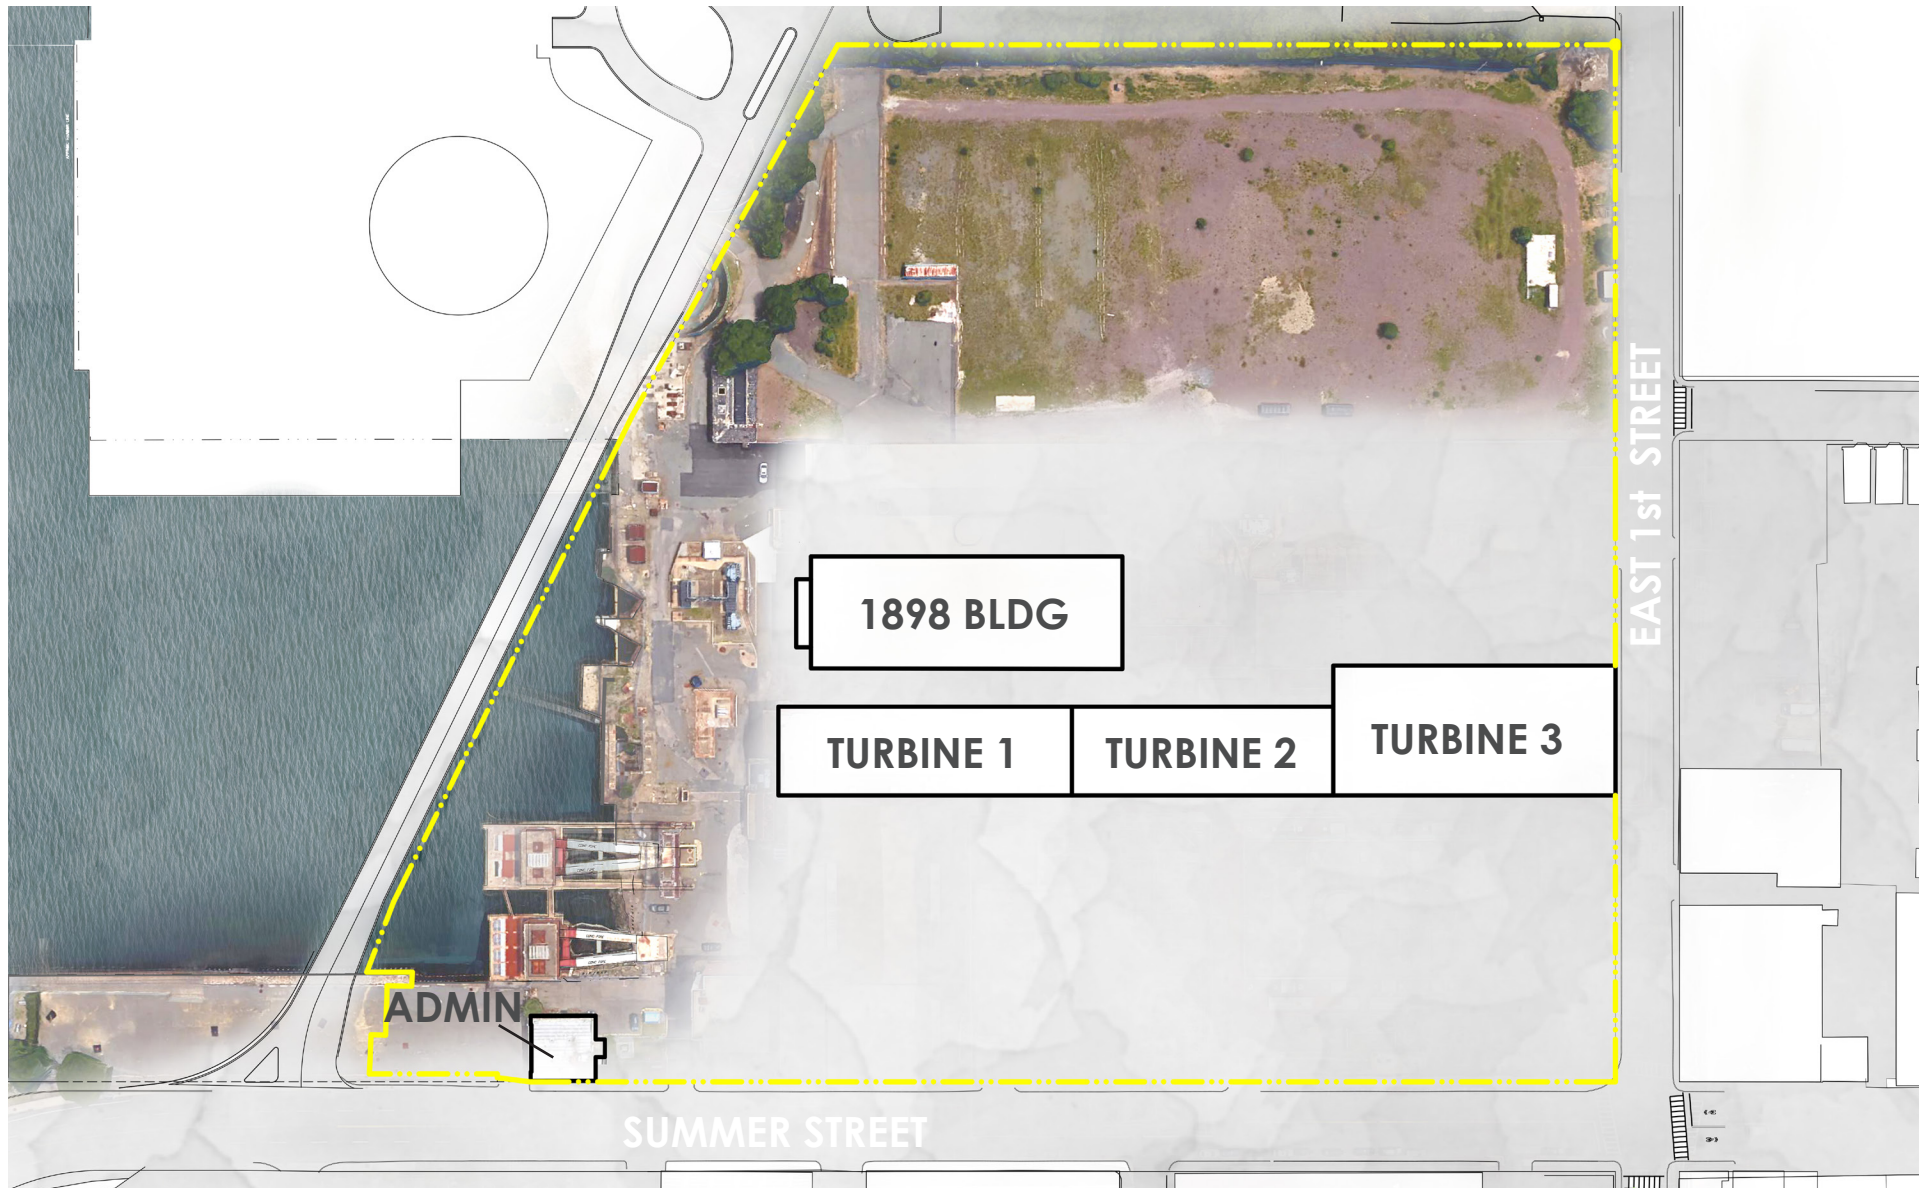 EAST 1st STREET
1898 BLDG
TURBINE 1
TURBINE 2
TURBINE 3
ADMIN
SUMMER STREET